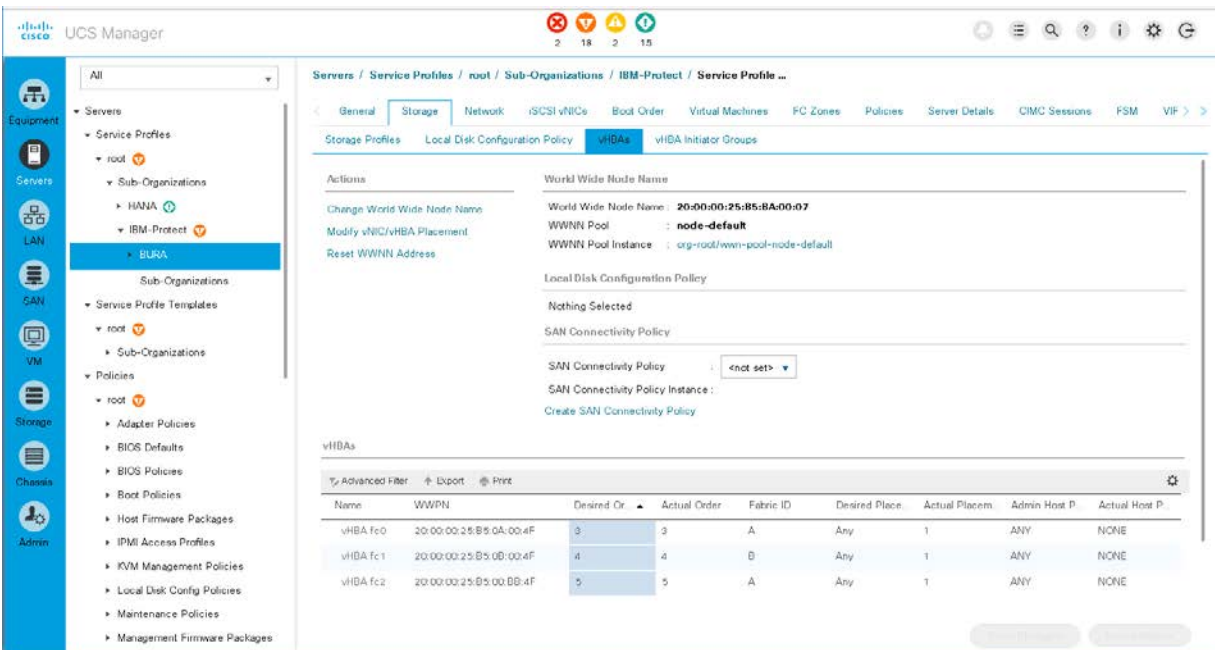 cisco UCS Manager
2 18 2 15
Equipment
Servers
LAN
SAN
VM
Storage
Chassis
Admin
All
Servers
Service Profiles
root
Sub-Organizations
HANA
IBM-Protect
BURA
Sub-Organizations
Service Profile Templates
root
Sub-Organizations
Policies
root
Adapter Policies
BIOS Defaults
BIOS Policies
Boot Policies
Host Firmware Packages
IPMI Access Profiles
KVM Management Policies
Local Disk Config Policies
Maintenance Policies
Management Firmware Packages
Servers / Service Profiles / root / Sub-Organizations / IBM-Protect / Service Profile ...
General Storage Network iSCSI vNICs Boot Order Virtual Machines FC Zones Policies Server Details CIMC Sessions FSM VIF
Storage Profiles Local Disk Configuration Policy vHBAs vHBA Initiator Groups
Actions
Change World Wide Node Name
Modify vNIC/vHBA Placement
Reset WWNN Address
World Wide Node Name
World Wide Node Name : 20:00:00:25:B5:8A:00:07
WWNN Pool : node-default
WWNN Pool Instance : org-root/wwn-pool-node-default
Local Disk Configuration Policy
Nothing Selected
SAN Connectivity Policy
SAN Connectivity Policy : <not set>
SAN Connectivity Policy Instance :
Create SAN Connectivity Policy
vHBAs
Advanced Filter Export Print
Name WWPN Desired Or... Actual Order Fabric ID Desired Place... Actual Placem... Admin Host P... Actual Host P...
vHBA fc0 20:00:00:25:B5:0A:00:4F 3 3 A Any 1 ANY NONE
vHBA fc1 20:00:00:25:B5:0B:00:4F 4 4 B Any 1 ANY NONE
vHBA fc2 20:00:00:25:B5:00:BB:4F 5 5 A Any 1 ANY NONE